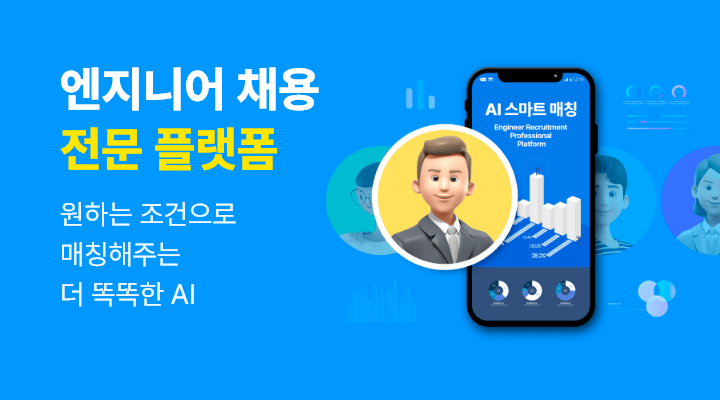 엔지니어 채용
전문 플랫폼
원하는 조건으로
매칭해주는
더 똑똑한 AI
AI 스마트 매칭
Engineer Recruitment
Professional
Platform
38.2%